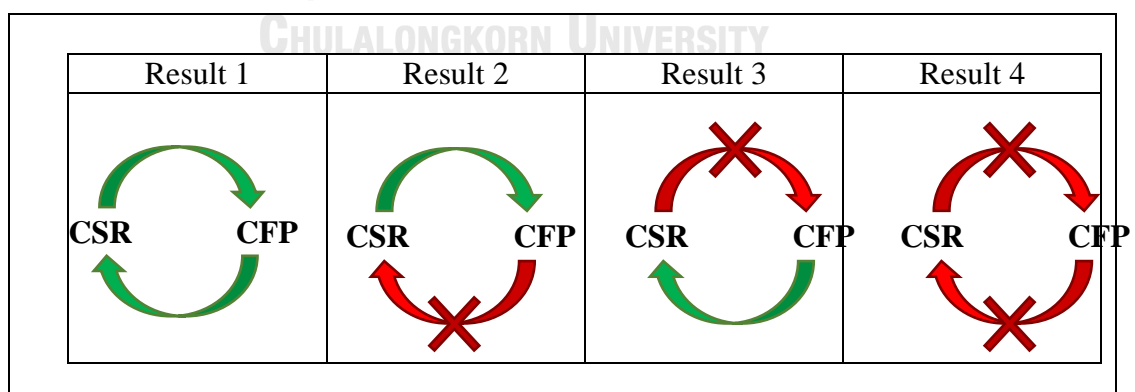 CHULALONGKORN UNIVERSITY
Result 1 Result 2 Result 3 Result 4
CSR CFP CSR CFP CSR CFP CSR CFP